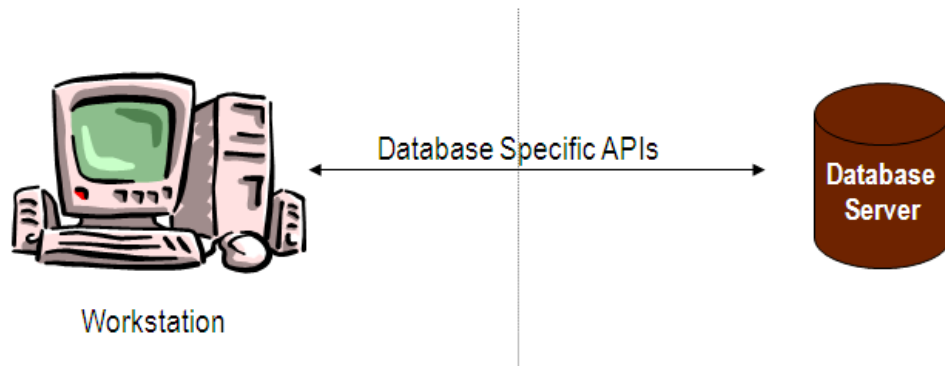 Database Specific APIs
Database
Server
Workstation